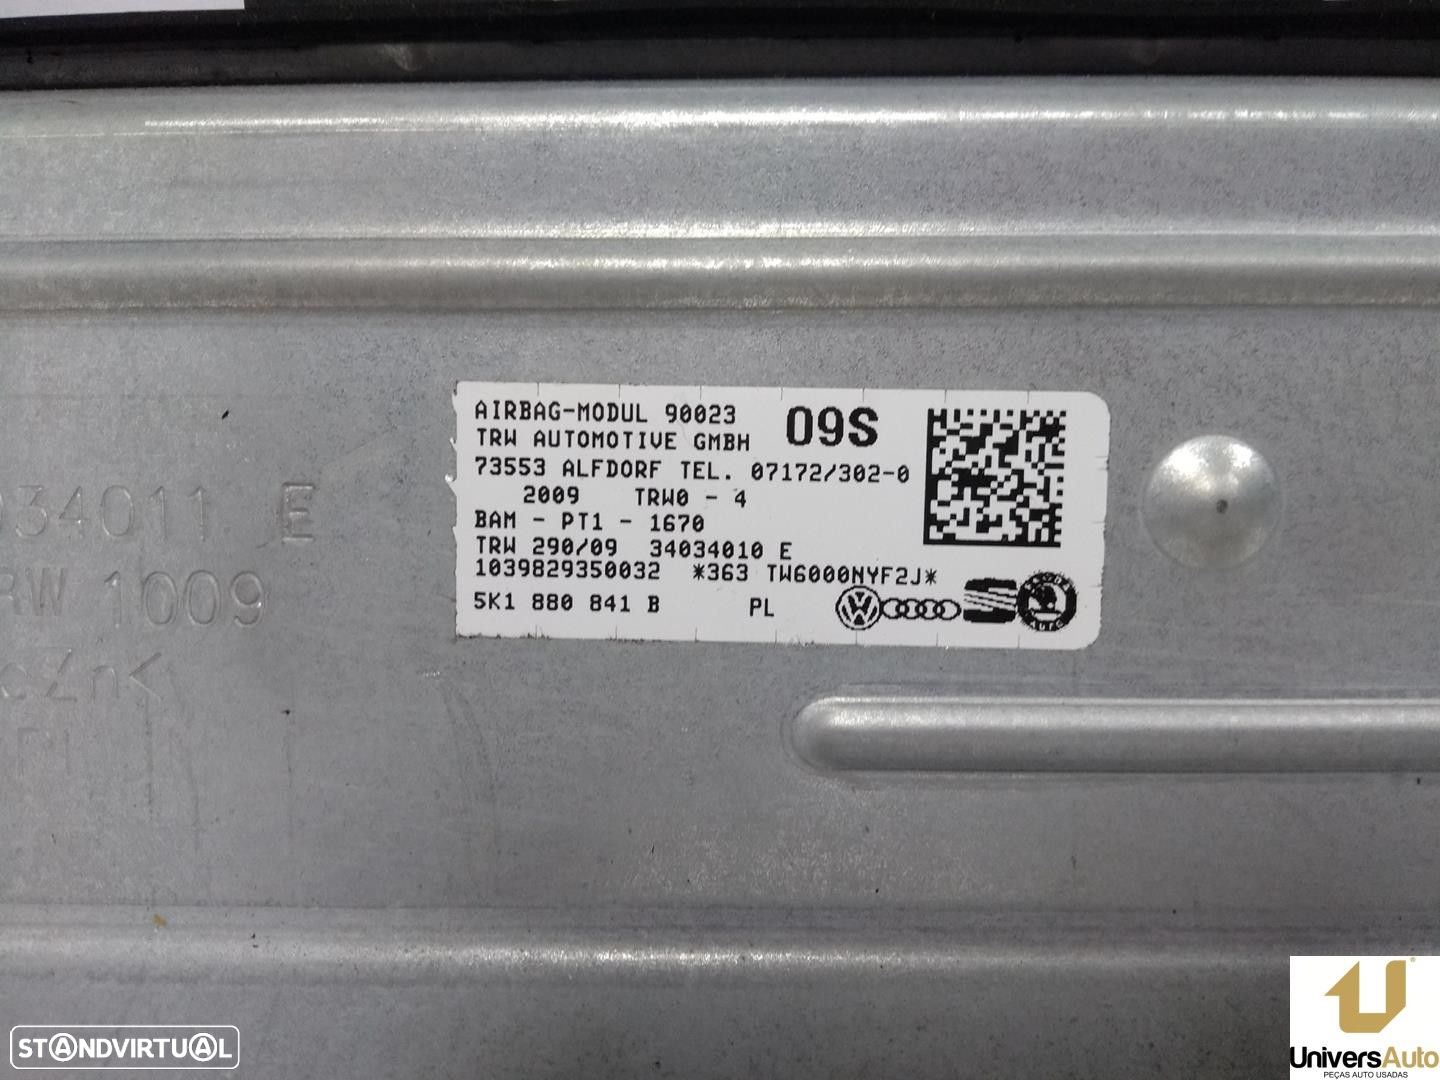 AIRBAG-MODUL 90023 09S
TRW AUTOMOTIVE GMBH
73553 ALFDORF TEL. 07172/302-0
2009 TRW0 - 4
BAM - PT1 - 1670
TRW 290/09 34034010 E
1039829350032 *363 TW6000NYF2J*
5K1 880 841 B PL
AUTO
034011 E
RW 1009
PL
STANDVIRTUAL
UniversAuto
PEÇAS AUTO USADAS